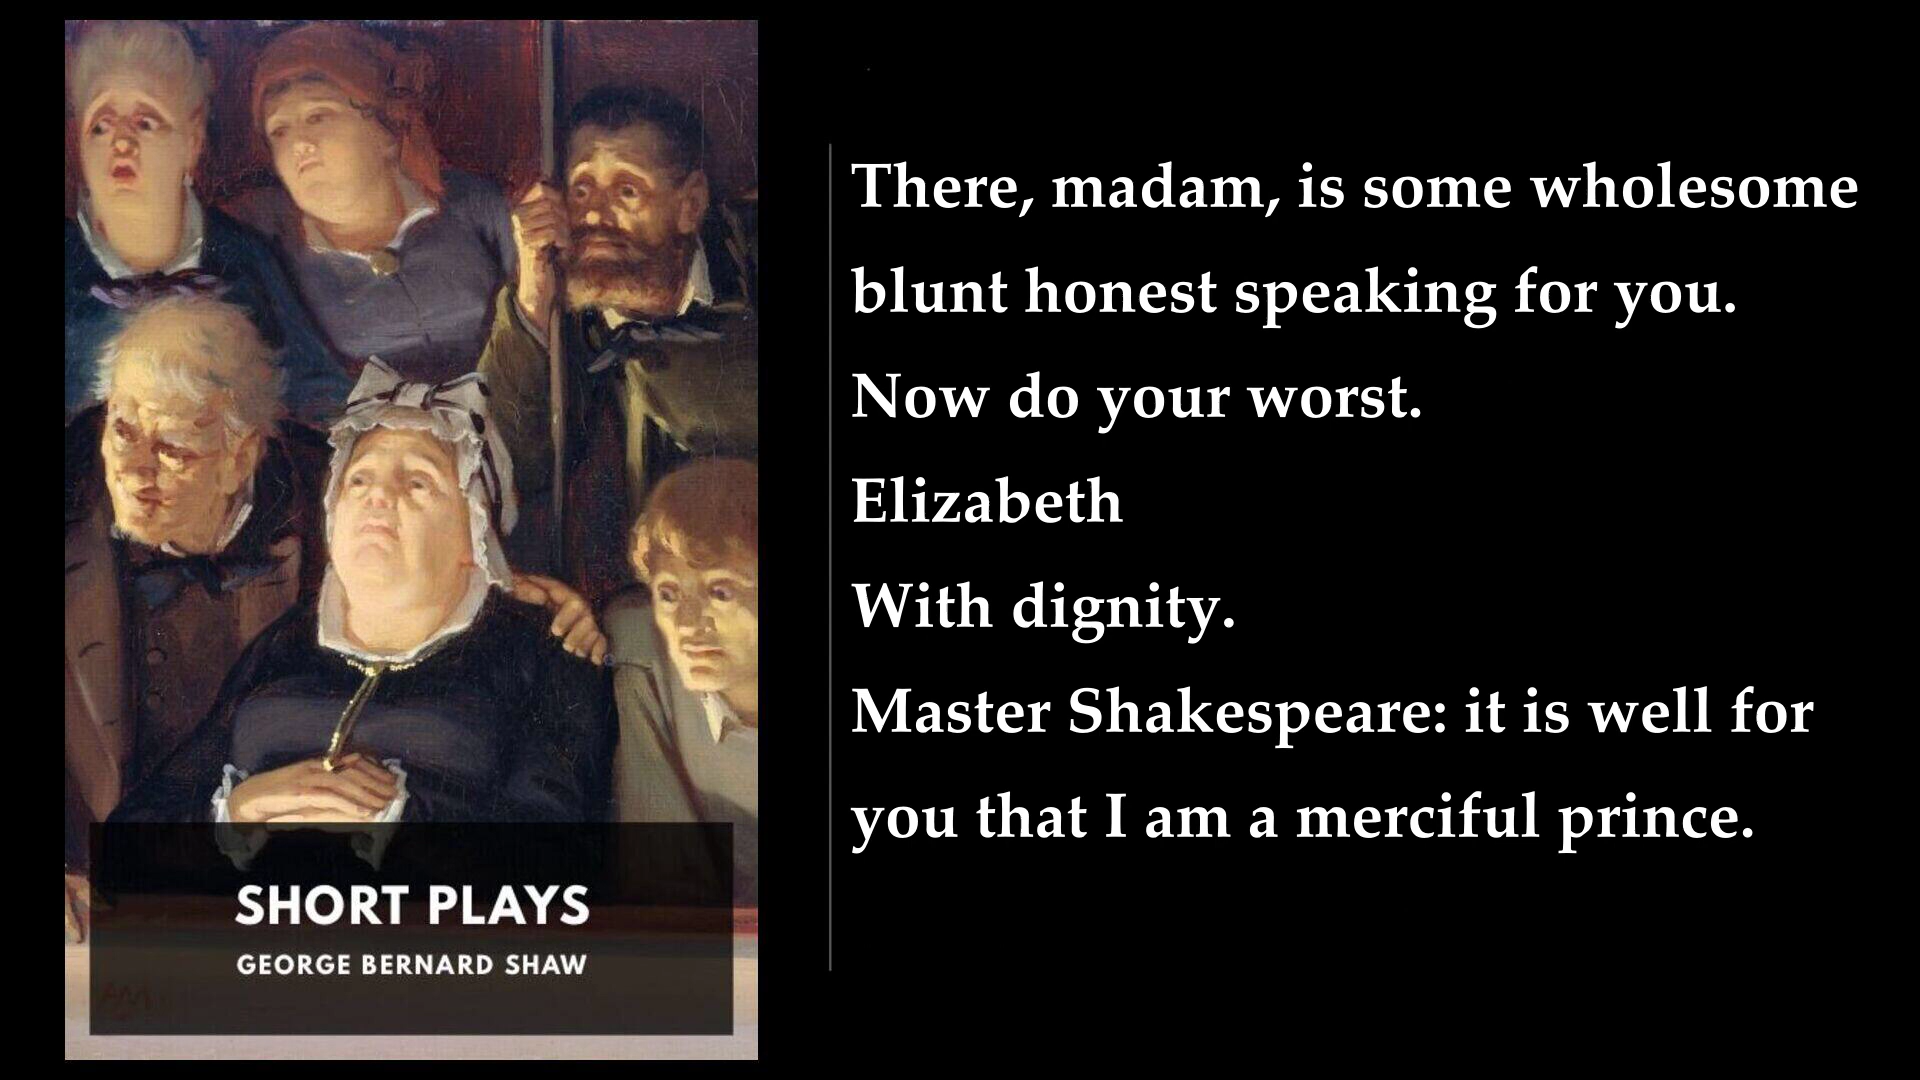 There, madam, is some wholesome
blunt honest speaking for you.
Now do your worst.
Elizabeth
With dignity.
Master Shakespeare: it is well for
you that I am a merciful prince.
SHORT PLAYS
GEORGE BERNARD SHAW